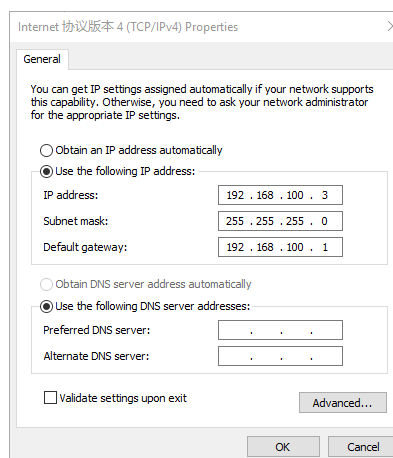 Internet 协议版本 4 (TCP/IPv4) Properties
General
You can get IP settings assigned automatically if your network supports
this capability. Otherwise, you need to ask your network administrator
for the appropriate IP settings.
Obtain an IP address automatically
Use the following IP address:
IP address: 192 . 168 . 100 . 3
Subnet mask: 255 . 255 . 255 . 0
Default gateway: 192 . 168 . 100 . 1
Obtain DNS server address automatically
Use the following DNS server addresses:
Preferred DNS server: . . .
Alternate DNS server: . . .
Validate settings upon exit
Advanced...
OK Cancel